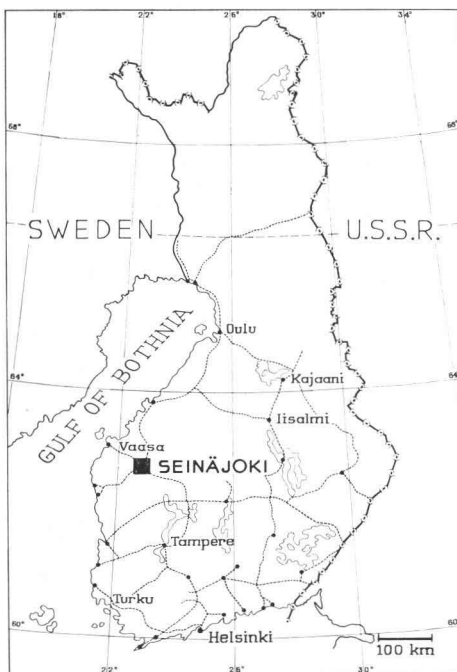 18° 22° 26° 30° 34°
68° 68°
SWEDEN U.S.S.R.
GULF OF BOTHNIA
Oulu
64° 64°
Kajaani
Iisalmi
Vaasa
SEINÄJOKI
Tampere
Turku
60° 60°
Helsinki
100 km
22° 26° 30°